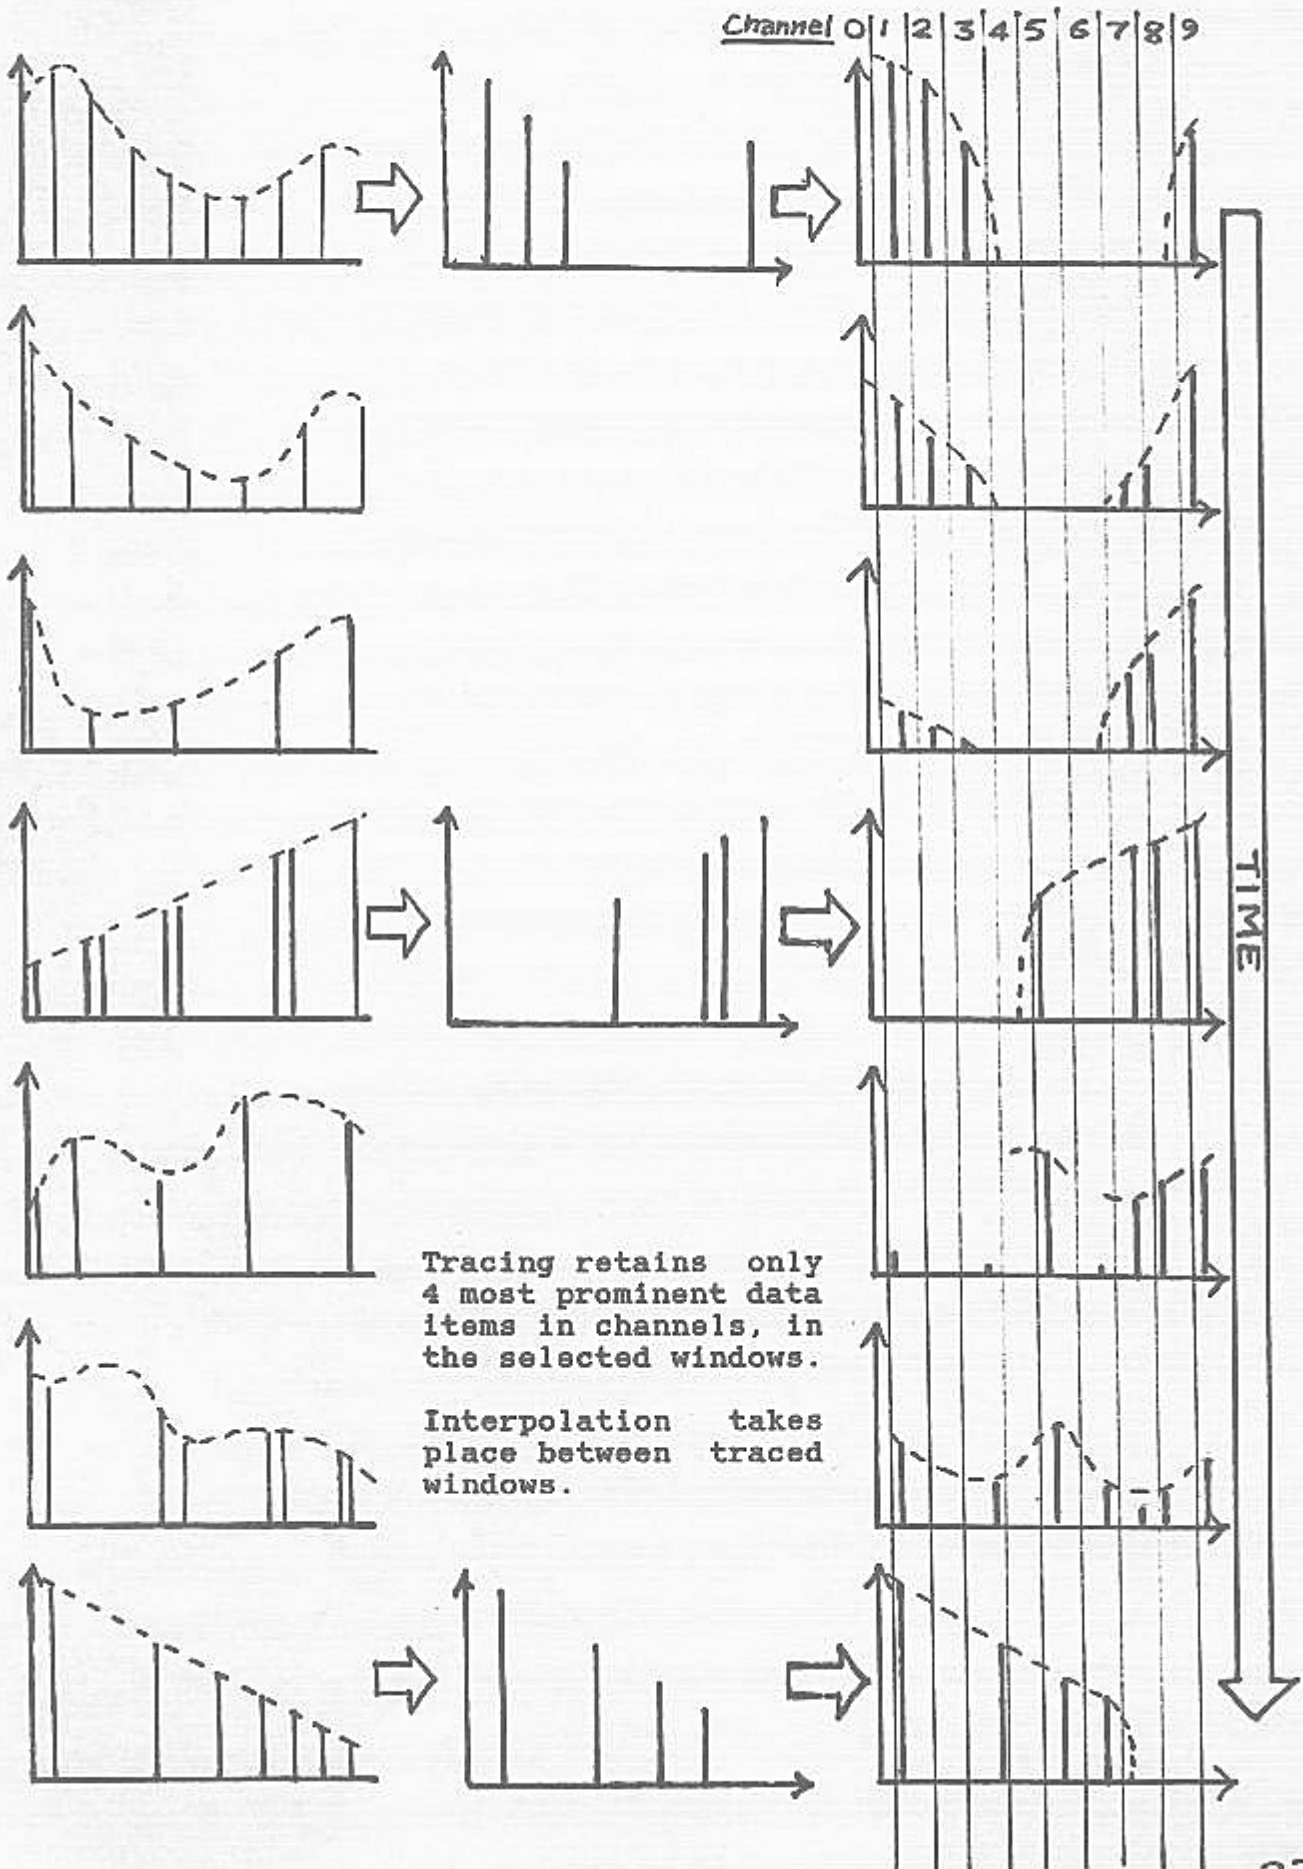 Channel 0 1 2 3 4 5 6 7 8 9
TIME
Tracing retains only
4 most prominent data
items in channels, in
the selected windows.
Interpolation takes
place between traced
windows.